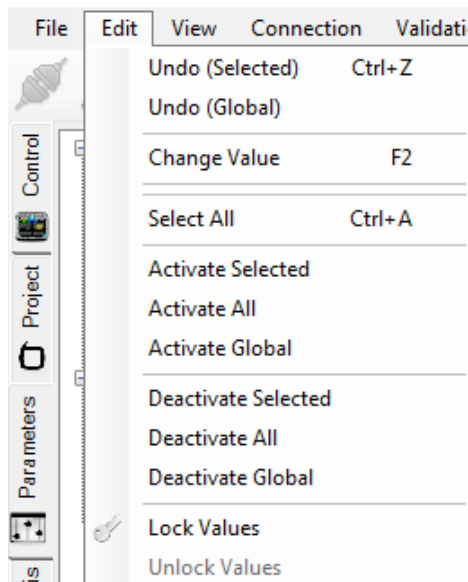 File Edit View Connection Validati
Undo (Selected) Ctrl+Z
Undo (Global)
Change Value F2
Select All Ctrl+A
Activate Selected
Activate All
Activate Global
Deactivate Selected
Deactivate All
Deactivate Global
Lock Values
Unlock Values
Control
Project
Parameters
is